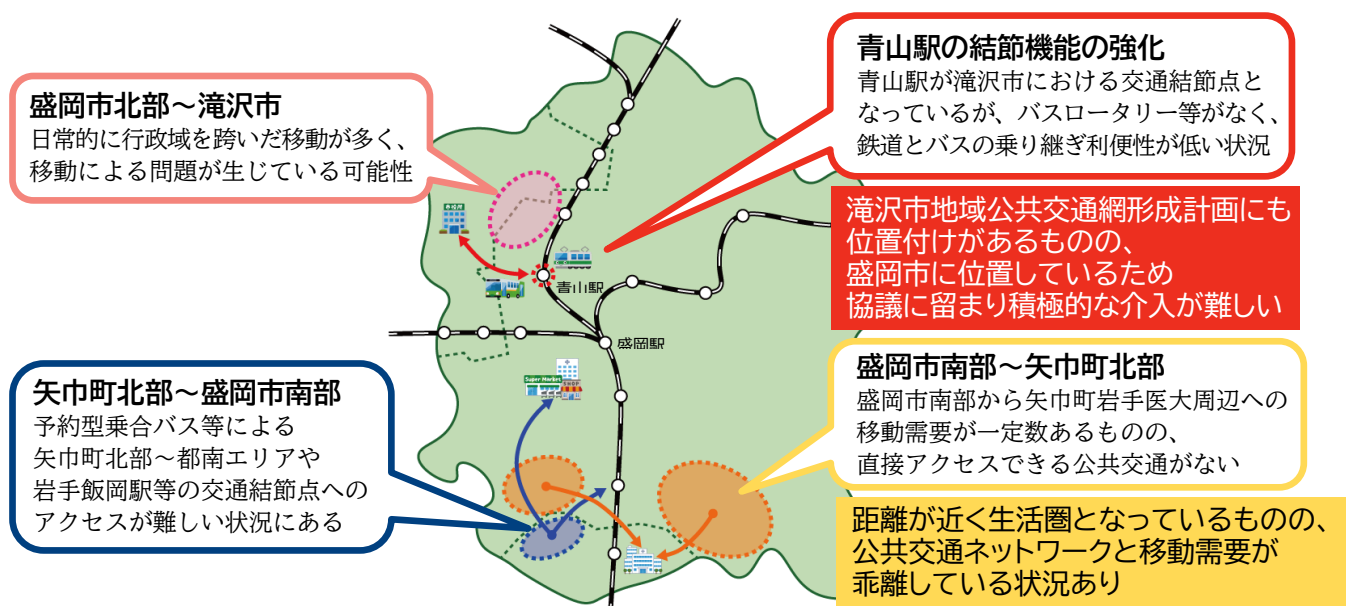 青山駅の結節機能の強化
青山駅が滝沢市における交通結節点と
なっているが、バスロータリー等がなく、
鉄道とバスの乗り継ぎ利便性が低い状況
盛岡市北部～滝沢市
日常的に行政域を跨いだ移動が多く、
移動による問題が生じている可能性
滝沢市地域公共交通網形成計画にも
位置付けがあるものの、
盛岡市に位置しているため
協議に留まり積極的な介入が難しい
市役所
青山駅
盛岡駅
Super Market
矢巾町北部～盛岡市南部
予約型乗合バス等による
矢巾町北部～都南エリアや
岩手飯岡駅等の交通結節点への
アクセスが難しい状況にある
盛岡市南部～矢巾町北部
盛岡市南部から矢巾町岩手医大周辺への
移動需要が一定数あるものの、
直接アクセスできる公共交通がない
距離が近く生活圏となっているものの、
公共交通ネットワークと移動需要が
乖離している状況あり